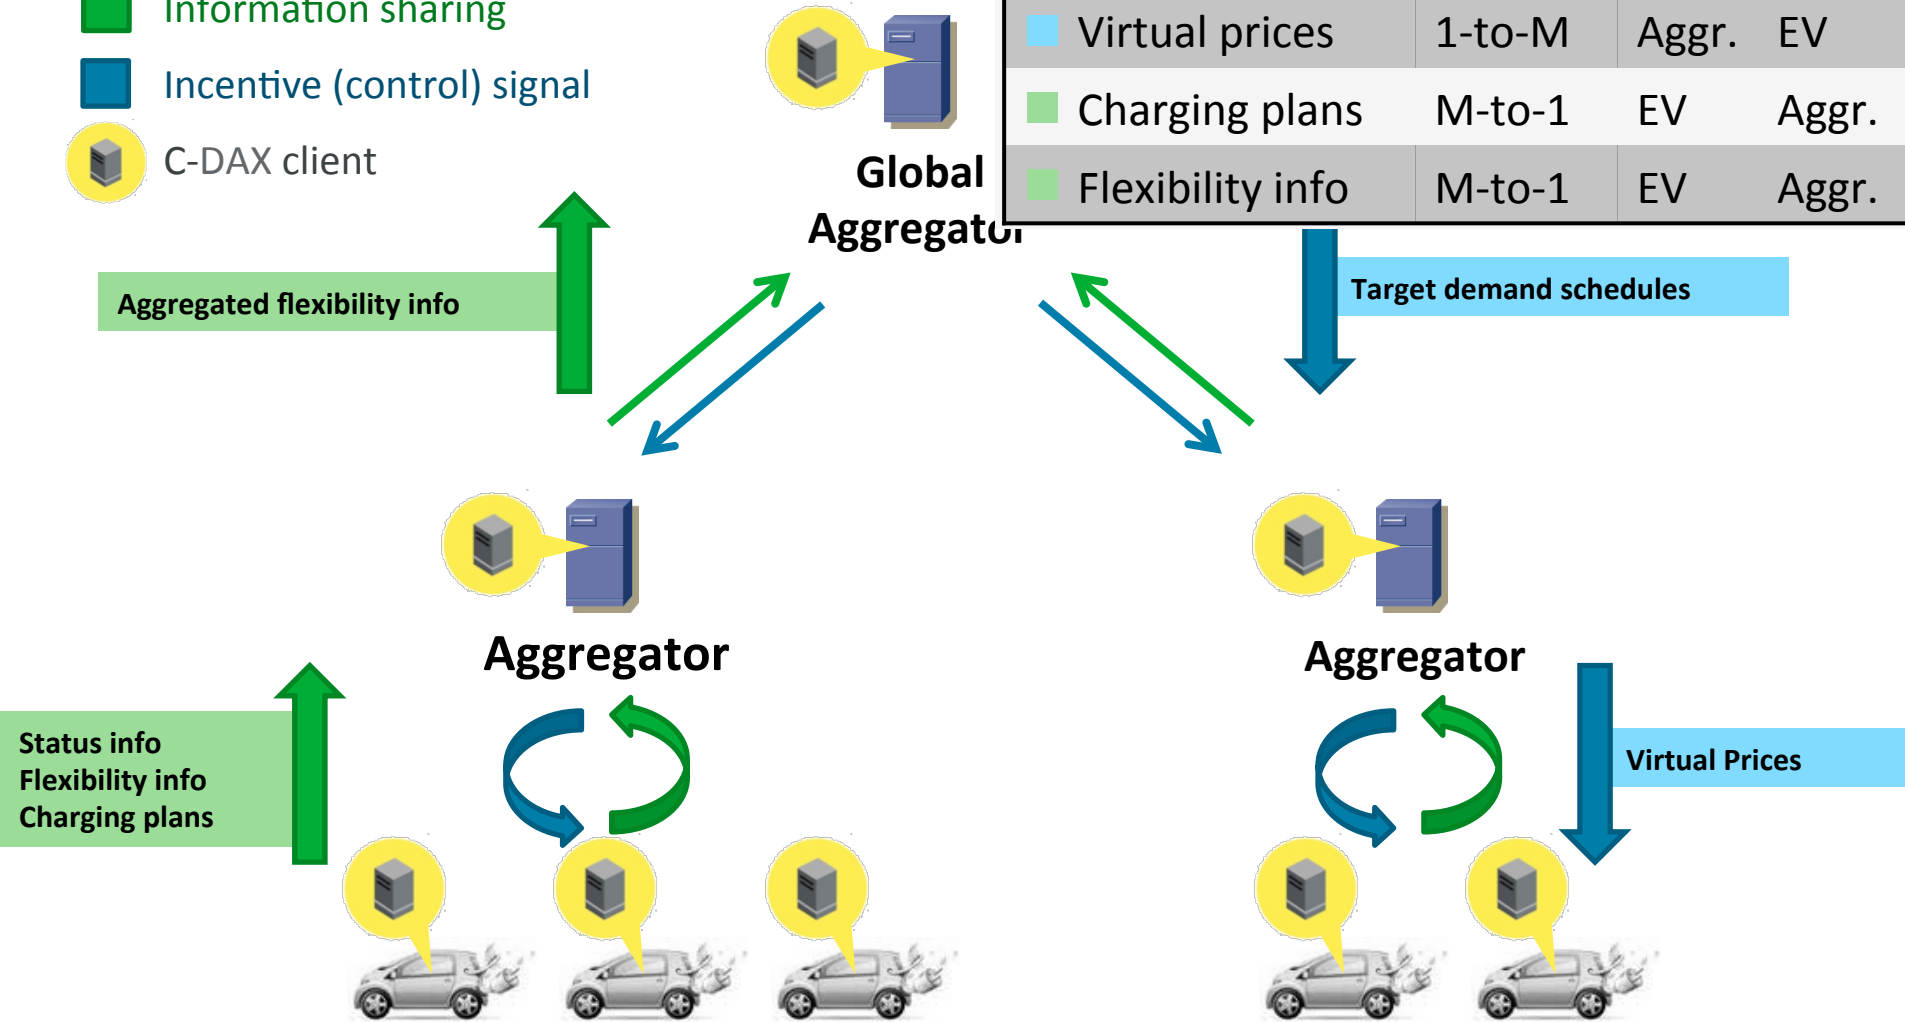 Information sharing
Incentive (control) signal
C-DAX client
Global
Aggregator
Virtual prices 1-to-M Aggr. EV
Charging plans M-to-1 EV Aggr.
Flexibility info M-to-1 EV Aggr.
Aggregated flexibility info
Target demand schedules
Aggregator
Aggregator
Status info
Flexibility info
Charging plans
Virtual Prices